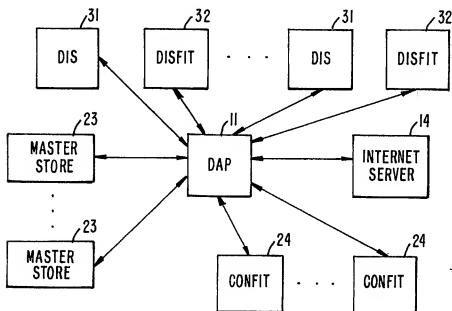 31
32
31
32
DIS
DISFIT
. . .
DIS
DISFIT
23
11
14
MASTER
STORE
DAP
INTERNET
SERVER
23
24
24
MASTER
STORE
CONFIT
. . .
CONFIT